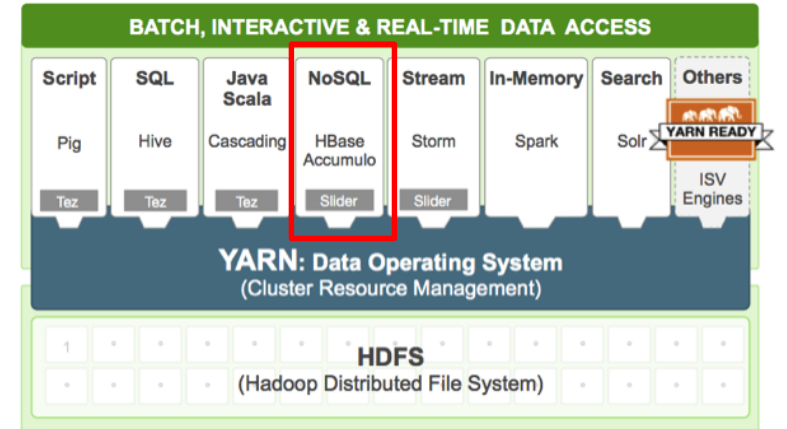 BATCH, INTERACTIVE & REAL-TIME DATA ACCESS
Script
Pig
Tez
SQL
Hive
Tez
Java
Scala
Cascading
Tez
NoSQL
HBase
Accumulo
Slider
Stream
Storm
Slider
In-Memory
Spark
Search
Solr
Others
YARN READY
ISV
Engines
YARN: Data Operating System
(Cluster Resource Management)
1
HDFS
(Hadoop Distributed File System)